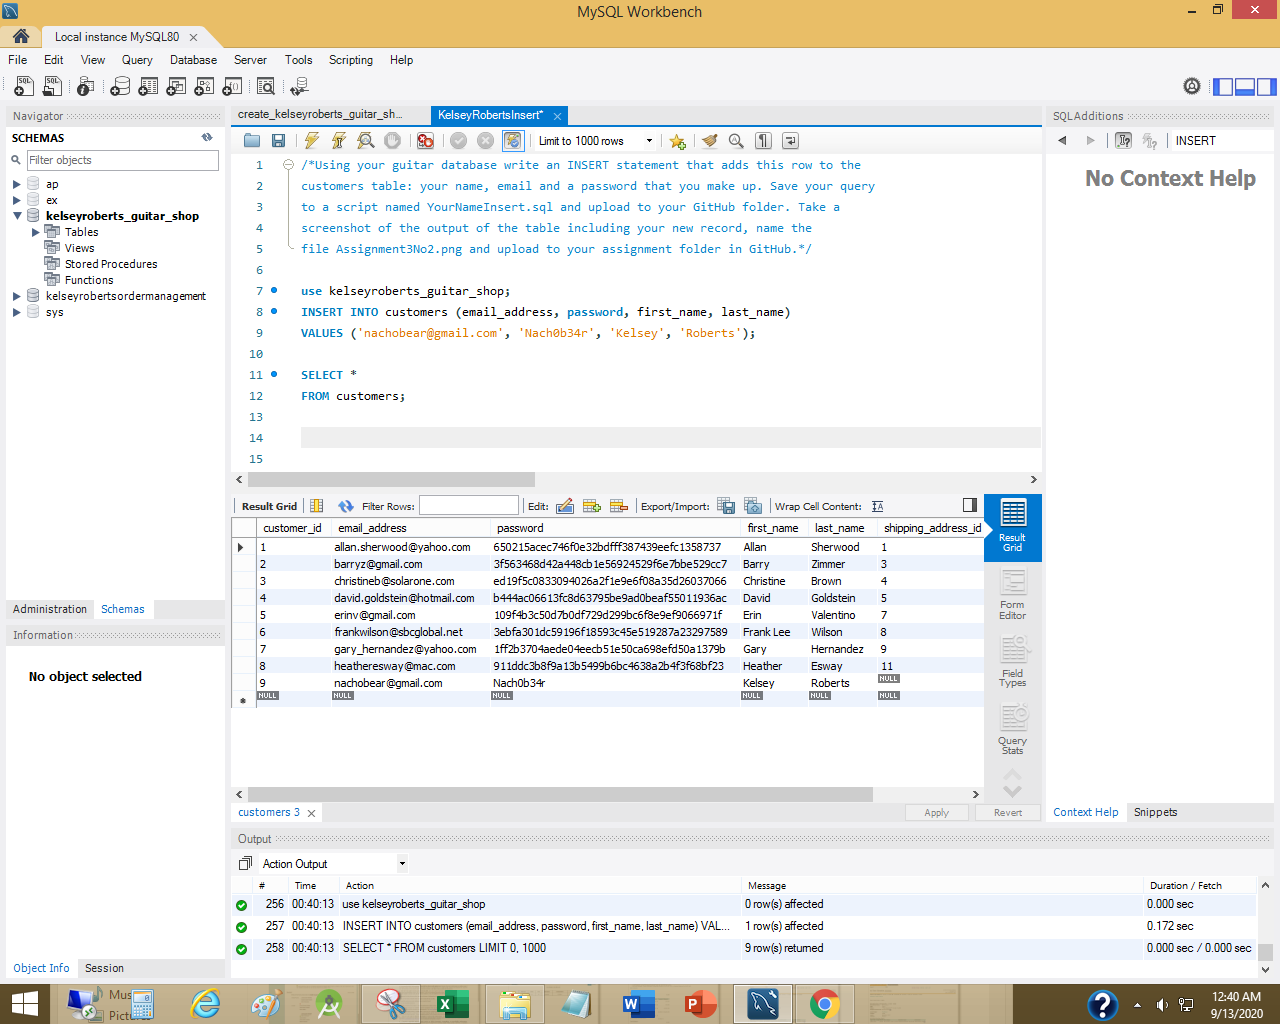 MySQL Workbench
Local instance MySQL80
File Edit View Query Database Server Tools Scripting Help
Navigator
SCHEMAS
Filter objects
ap
ex
kelseyroberts_guitar_shop
Tables
Views
Stored Procedures
Functions
kelseyrobertsordermanagement
sys
Administration Schemas
Information
No object selected
Object Info Session
create_kelseyroberts_guitar_sh... KelseyRobertsInsert*
Limit to 1000 rows
1 /*Using your guitar database write an INSERT statement that adds this row to the
2 customers table: your name, email and a password that you make up. Save your query
3 to a script named YourNameInsert.sql and upload to your GitHub folder. Take a
4 screenshot of the output of the table including your new record, name the
5 file Assignment3No2.png and upload to your assignment folder in GitHub.*/
6
7 use kelseyroberts_guitar_shop;
8 INSERT INTO customers (email_address, password, first_name, last_name)
9 VALUES ('nachobear@gmail.com', 'Nach0b34r', 'Kelsey', 'Roberts');
10
11 SELECT *
12 FROM customers;
13
14
15
Result Grid Filter Rows: Edit: Export/Import: Wrap Cell Content:
customer_id email_address password first_name last_name shipping_address_id
1 allan.sherwood@yahoo.com 650215acec746f0e32bdfff387439eefc1358737 Allan Sherwood 1
2 barryz@gmail.com 3f563468d42a448cb1e56924529f6e7bbe529cc7 Barry Zimmer 3
3 christineb@solarone.com ed19f5c0833094026a2f1e9e6f08a35d26037066 Christine Brown 4
4 david.goldstein@hotmail.com b444ac06613fc8d63795be9ad0beaf55011936ac David Goldstein 5
5 erinv@gmail.com 109f4b3c50d7b0df729d299bc6f8e9ef9066971f Erin Valentino 7
6 frankwilson@sbcglobal.net 3ebfa301dc59196f18593c45e519287a23297589 Frank Lee Wilson 8
7 gary_hernandez@yahoo.com 1ff2b3704aede04eecb51e50ca698efd50a1379b Gary Hernandez 9
8 heatheresway@mac.com 911ddc3b8f9a13b5499b6bc4638a2b4f3f68bf23 Heather Esway 11
9 nachobear@gmail.com Nach0b34r Kelsey Roberts NULL
NULL NULL NULL NULL NULL NULL
Result Grid
Form Editor
Field Types
Query Stats
customers 3 Apply Revert
SQLAdditions
INSERT
No Context Help
Context Help Snippets
Output
Action Output
# Time Action Message Duration / Fetch
256 00:40:13 use kelseyroberts_guitar_shop 0 row(s) affected 0.000 sec
257 00:40:13 INSERT INTO customers (email_address, password, first_name, last_name) VAL... 1 row(s) affected 0.172 sec
258 00:40:13 SELECT * FROM customers LIMIT 0, 1000 9 row(s) returned 0.000 sec / 0.000 sec
12:40 AM
9/13/2020